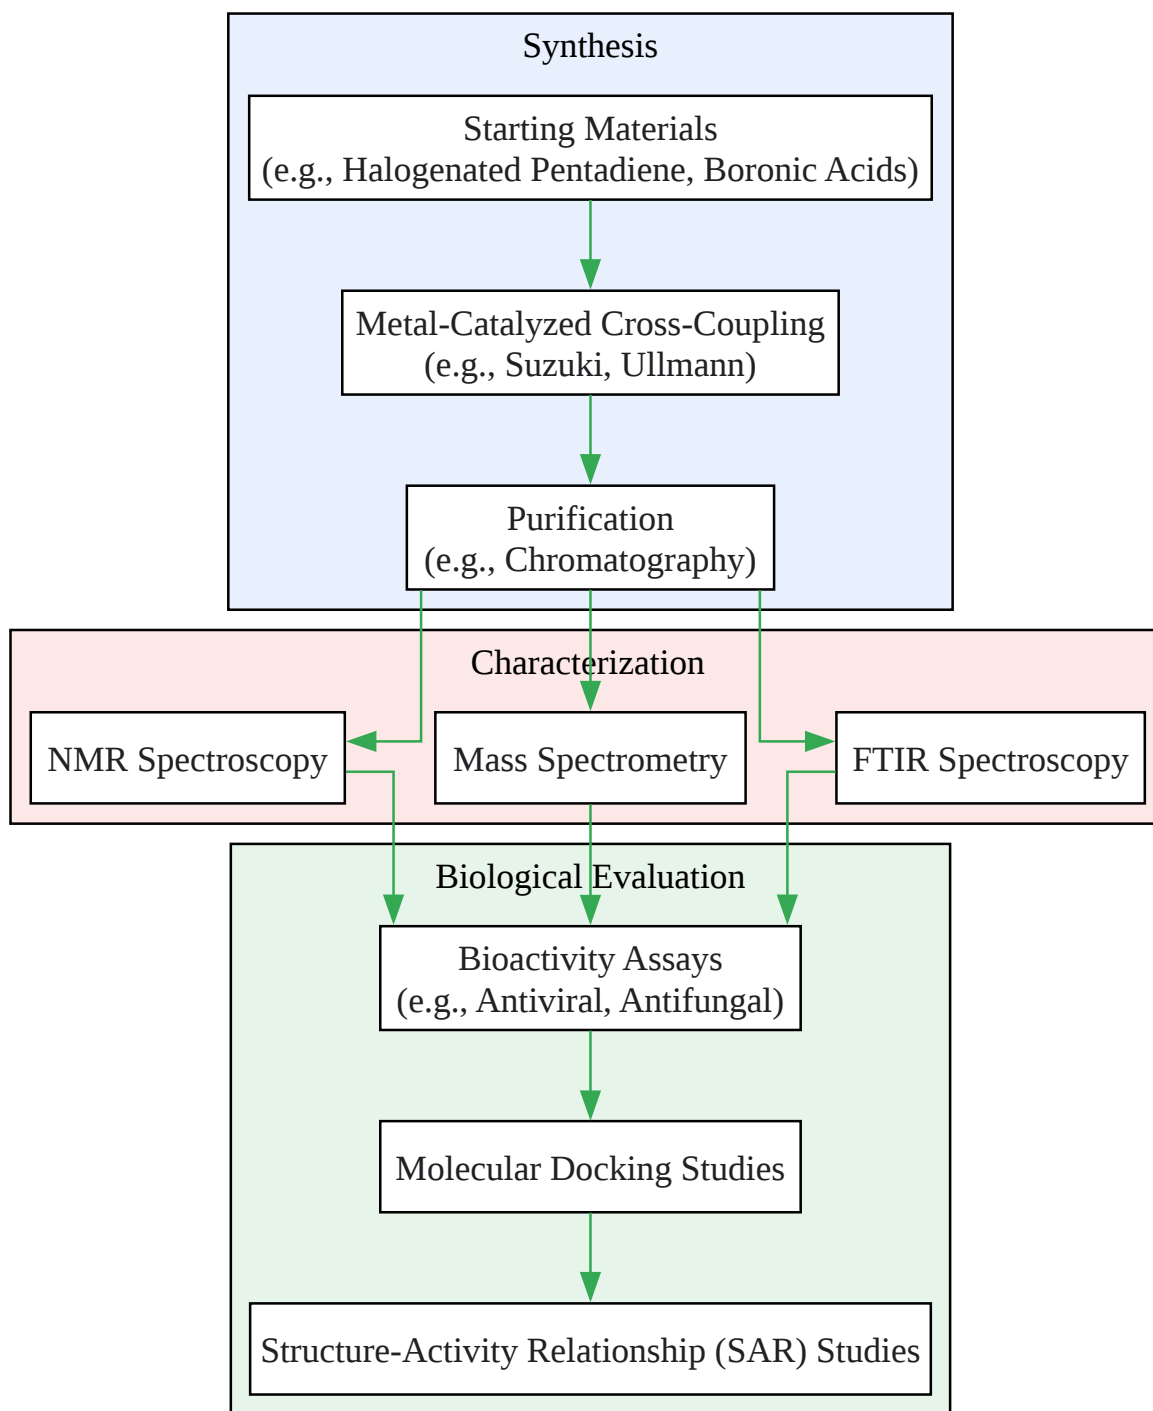 Synthesis
Starting Materials
(e.g., Halogenated Pentadiene, Boronic Acids)
Metal-Catalyzed Cross-Coupling
(e.g., Suzuki, Ullmann)
Purification
(e.g., Chromatography)
Characterization
NMR Spectroscopy
Mass Spectrometry
FTIR Spectroscopy
Biological Evaluation
Bioactivity Assays
(e.g., Antiviral, Antifungal)
Molecular Docking Studies
Structure-Activity Relationship (SAR) Studies